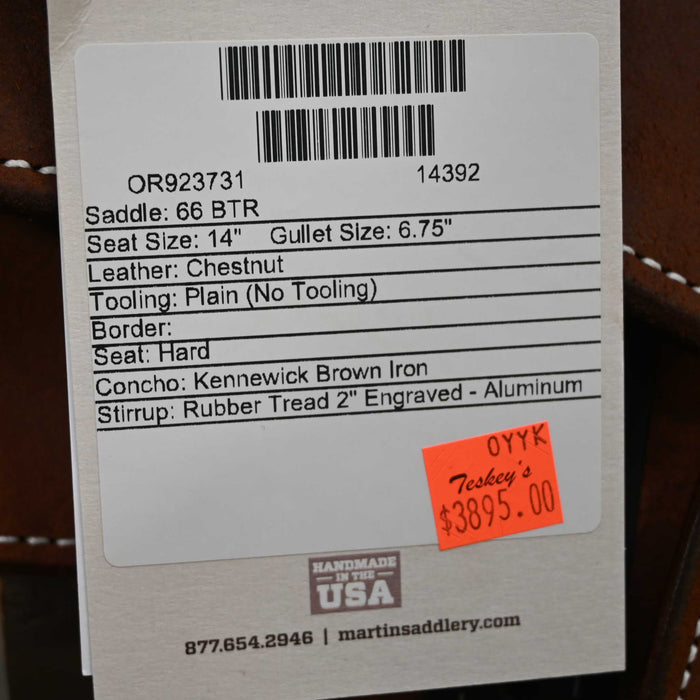 OR923731 14392
Saddle: 66 BTR
Seat Size: 14" Gullet Size: 6.75"
Leather: Chestnut
Tooling: Plain (No Tooling)
Border:
Seat: Hard
Concho: Kennewick Brown Iron
Stirrup: Rubber Tread 2" Engraved - Aluminum
OYYK
Teskey's
$3895.00
HANDMADE
IN THE
USA
877.654.2946 | martinsaddlery.com